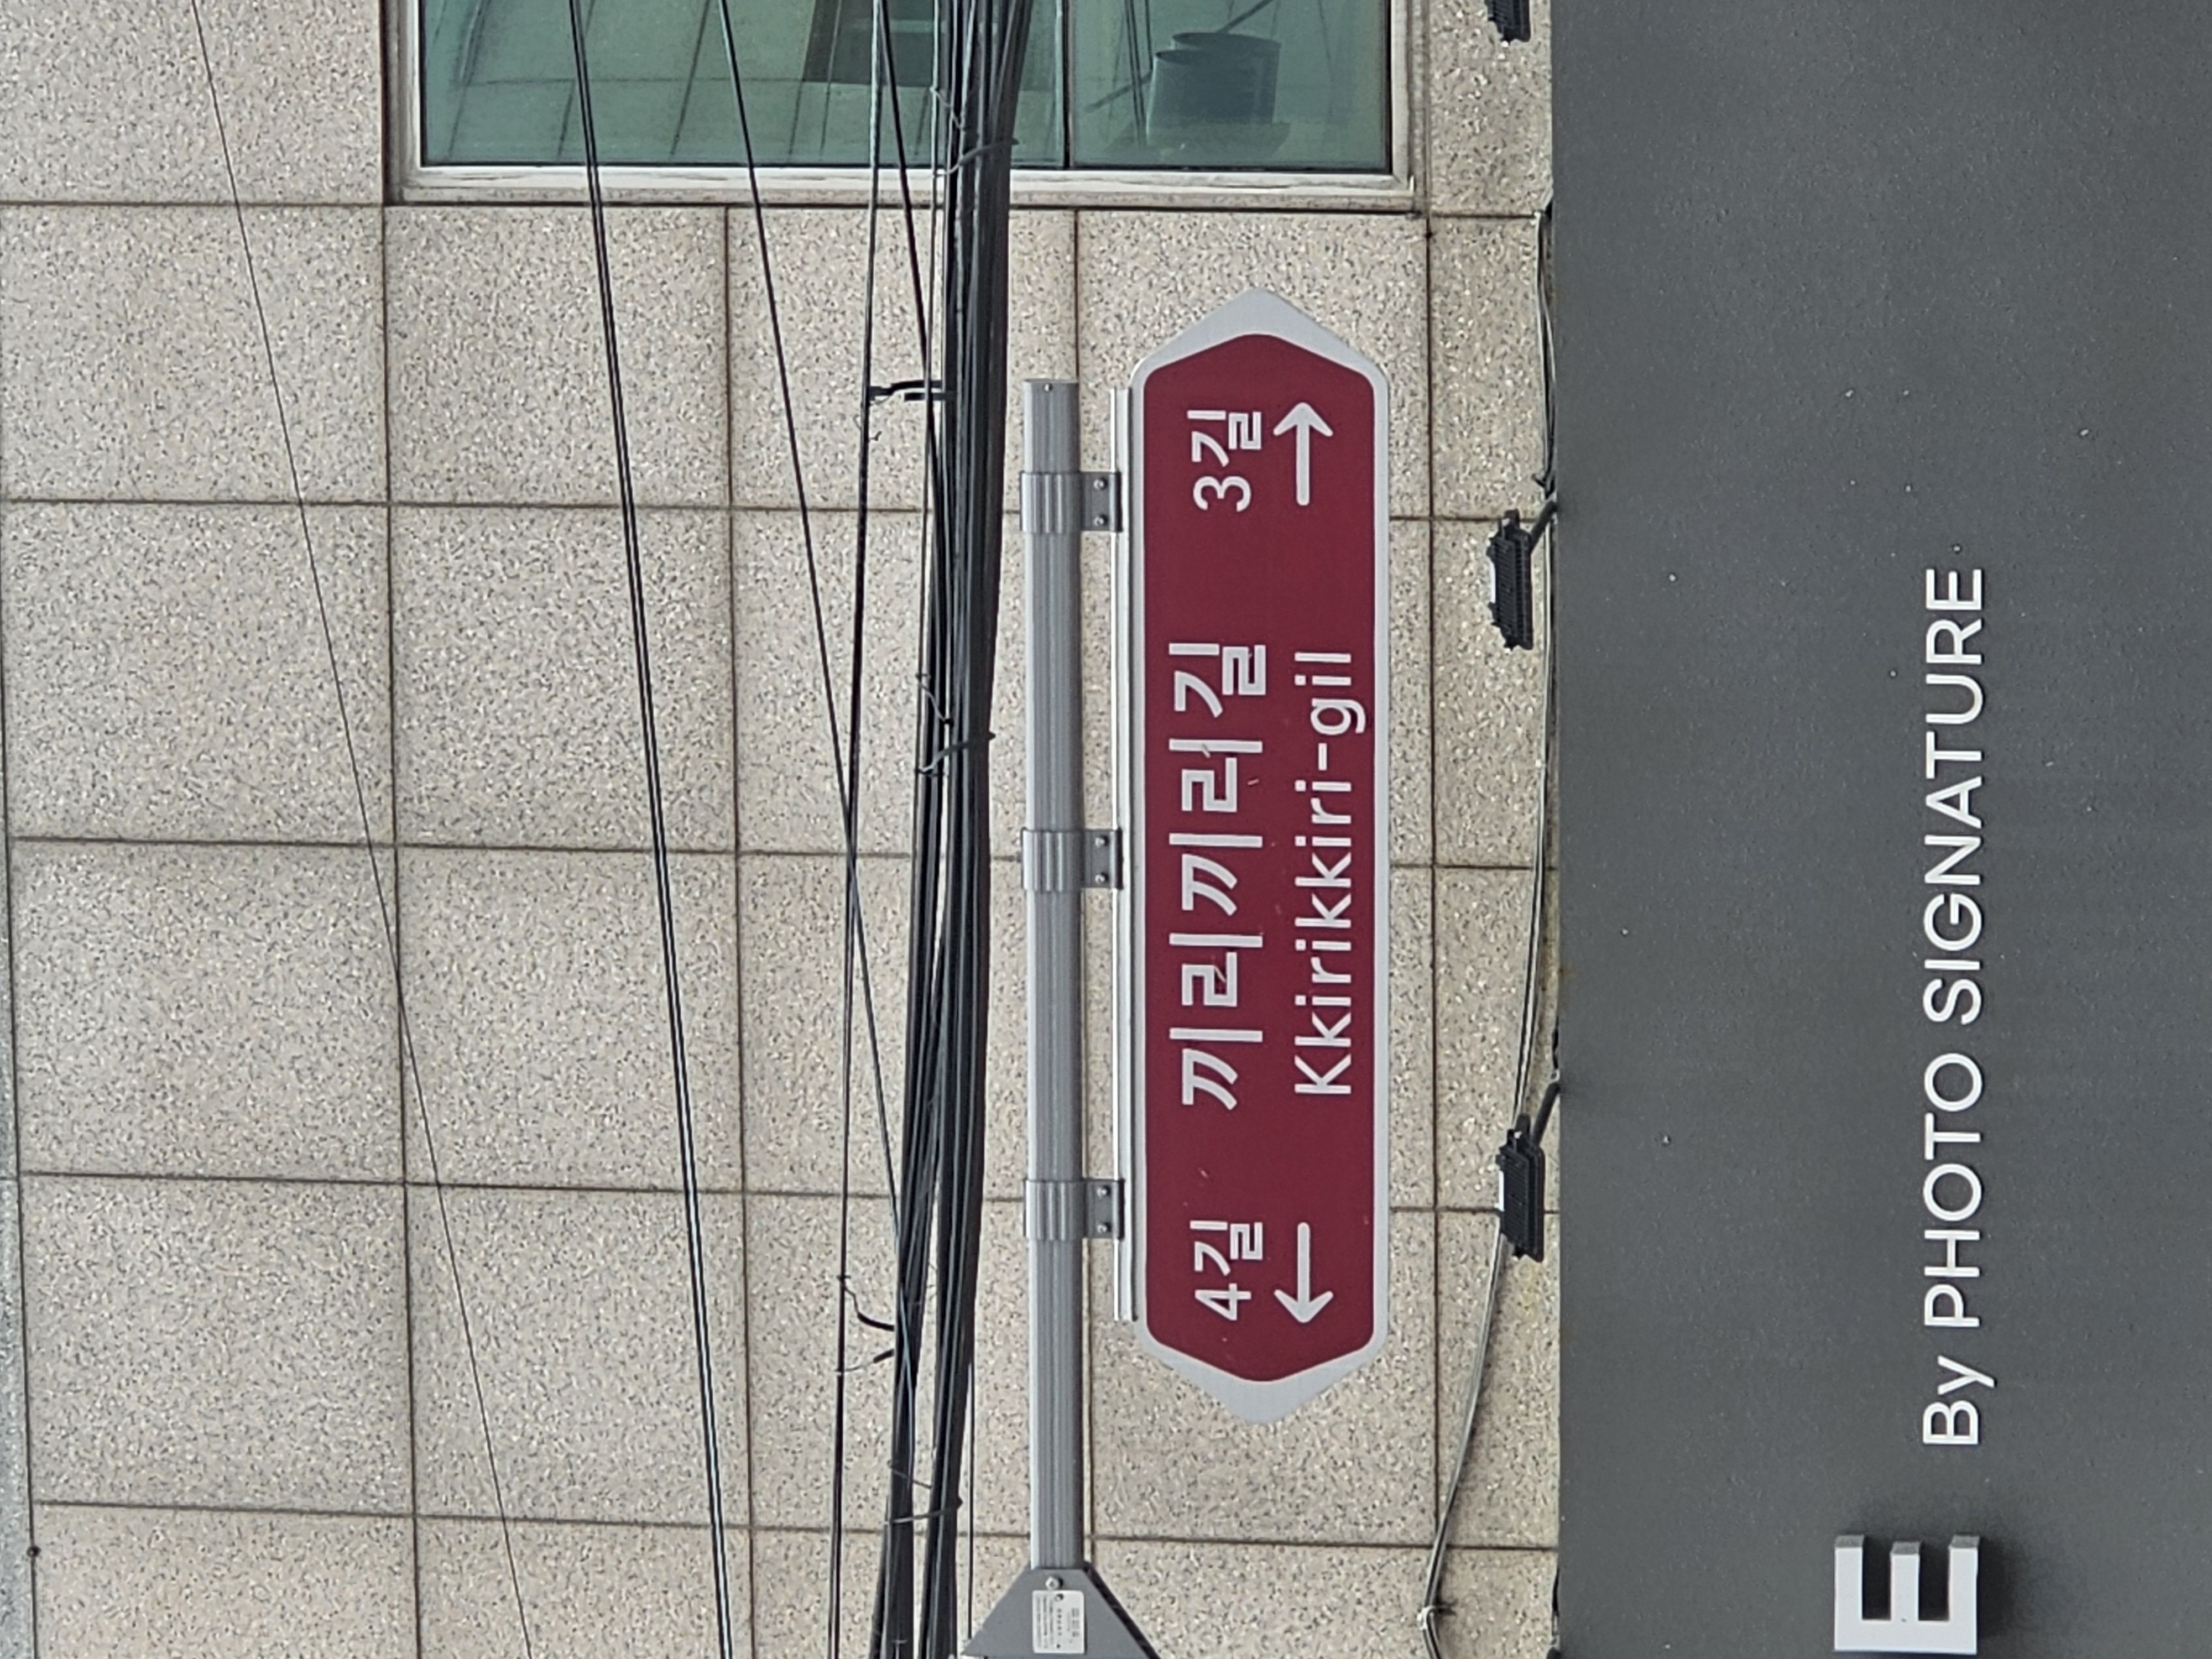 4길
←
끼리끼리길
Kkirikkiri-gil
3길
→
E By PHOTO SIGNATURE